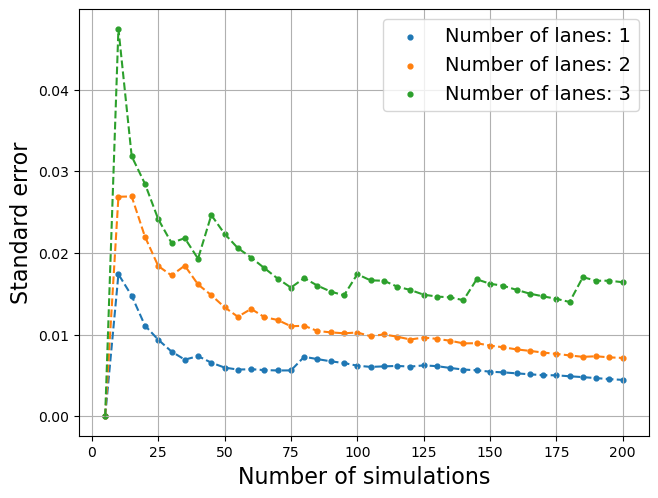 Number of lanes: 1
Number of lanes: 2
Number of lanes: 3
Standard error
0.04
0.03
0.02
0.01
0.00
0 25 50 75 100 125 150 175 200
Number of simulations